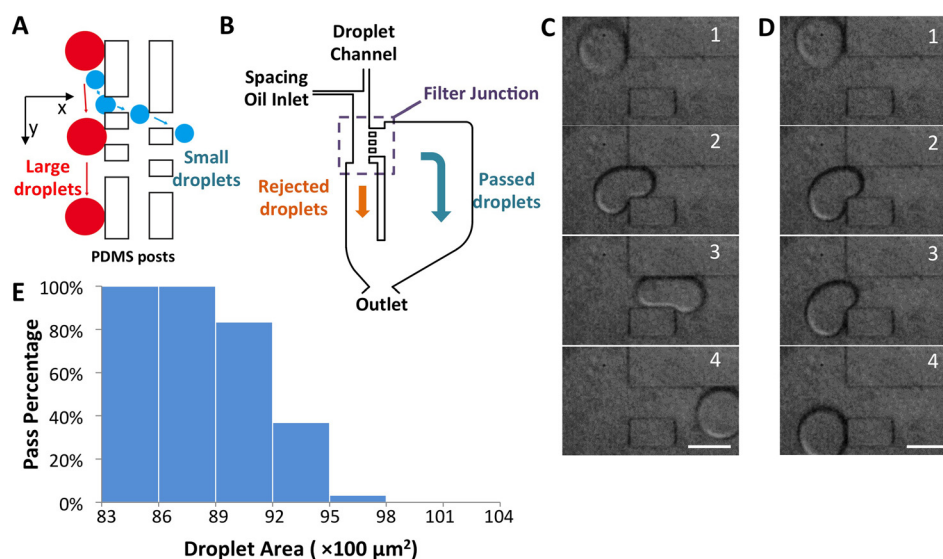 A
x
y
Large
droplets
Small
droplets
PDMS posts
B
Droplet
Channel
Spacing
Oil Inlet
Filter Junction
Rejected
droplets
Passed
droplets
Outlet
C
1
2
3
4
D
1
2
3
4
E
Pass Percentage
100%
80%
60%
40%
20%
0%
83 86 89 92 95 98 101 104
Droplet Area ( ×100 μm²)